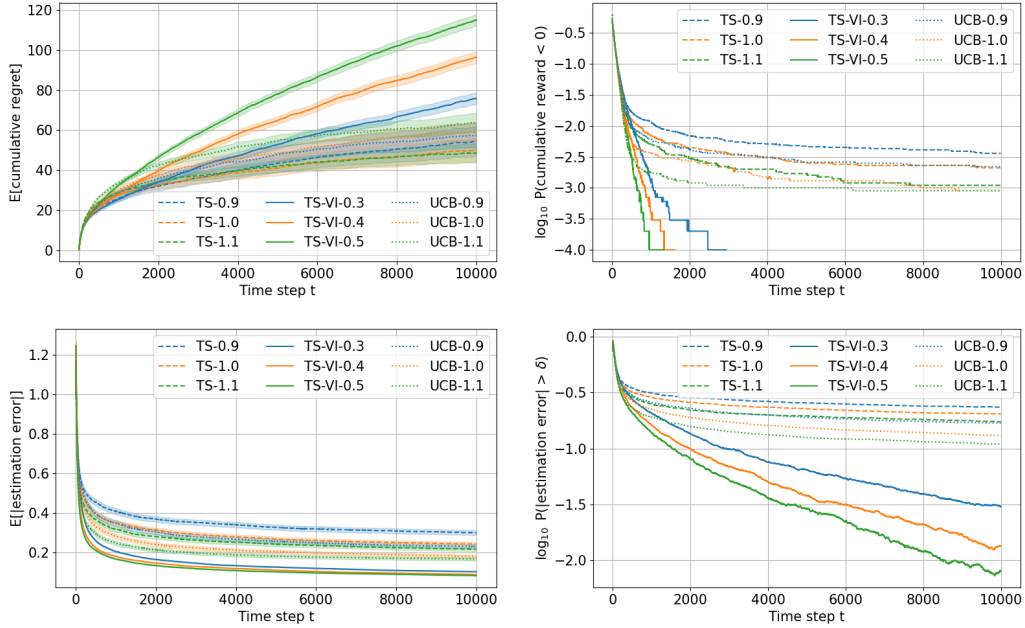 E[cumulative regret]
120
100
80
60
40
20
0
TS-0.9 TS-VI-0.3 UCB-0.9
TS-1.0 TS-VI-0.4 UCB-1.0
TS-1.1 TS-VI-0.5 UCB-1.1
0 2000 4000 6000 8000 10000
Time step t
log10 P(cumulative reward < 0)
−0.5
−1.0
−1.5
−2.0
−2.5
−3.0
−3.5
−4.0
TS-0.9 TS-VI-0.3 UCB-0.9
TS-1.0 TS-VI-0.4 UCB-1.0
TS-1.1 TS-VI-0.5 UCB-1.1
0 2000 4000 6000 8000 10000
Time step t
E[|estimation error|]
1.2
1.0
0.8
0.6
0.4
0.2
TS-0.9 TS-VI-0.3 UCB-0.9
TS-1.0 TS-VI-0.4 UCB-1.0
TS-1.1 TS-VI-0.5 UCB-1.1
0 2000 4000 6000 8000 10000
Time step t
log10 P(|estimation error| > δ)
0.0
−0.5
−1.0
−1.5
−2.0
TS-0.9 TS-VI-0.3 UCB-0.9
TS-1.0 TS-VI-0.4 UCB-1.0
TS-1.1 TS-VI-0.5 UCB-1.1
0 2000 4000 6000 8000 10000
Time step t